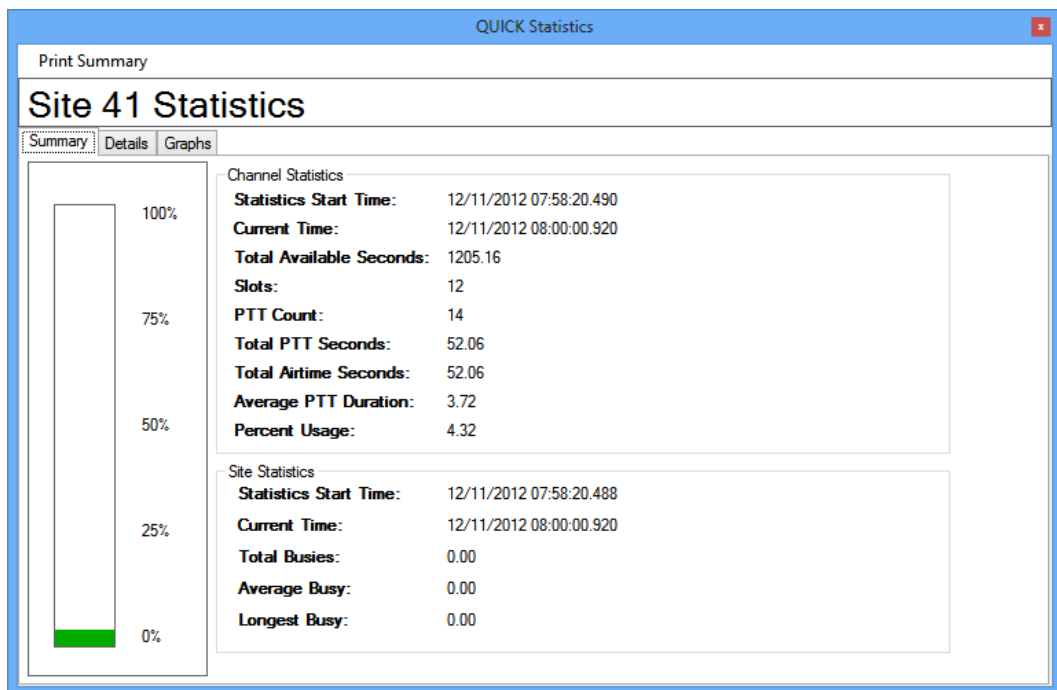 QUICK Statistics
x
Print Summary
Site 41 Statistics
Summary Details Graphs
100%
75%
50%
25%
0%
Channel Statistics
Statistics Start Time: 12/11/2012 07:58:20.490
Current Time: 12/11/2012 08:00:00.920
Total Available Seconds: 1205.16
Slots: 12
PTT Count: 14
Total PTT Seconds: 52.06
Total Airtime Seconds: 52.06
Average PTT Duration: 3.72
Percent Usage: 4.32
Site Statistics
Statistics Start Time: 12/11/2012 07:58:20.488
Current Time: 12/11/2012 08:00:00.920
Total Busies: 0.00
Average Busy: 0.00
Longest Busy: 0.00